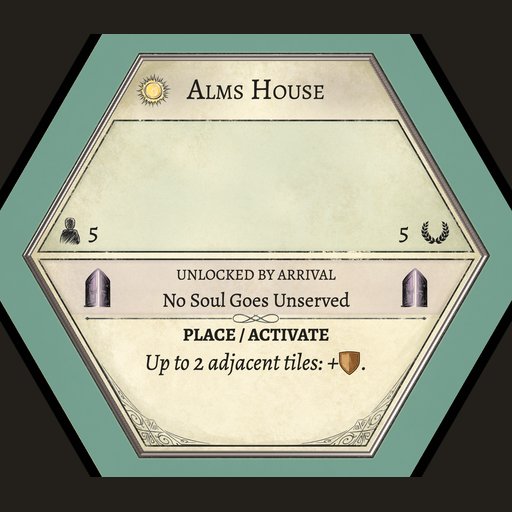 Alms House
5 5
UNLOCKED BY ARRIVAL
No Soul Goes Unserved
PLACE / ACTIVATE
Up to 2 adjacent tiles: + .